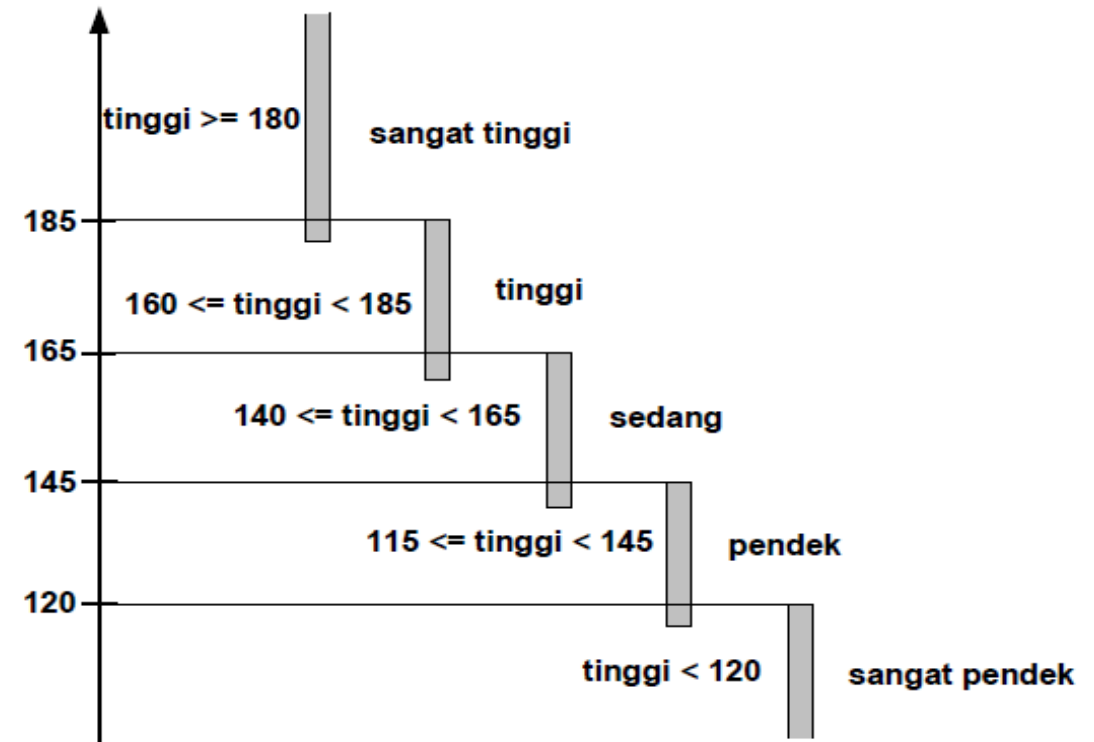 tinggi >= 180
sangat tinggi
185
tinggi
160 <= tinggi < 185
165
140 <= tinggi < 165
sedang
145
115 <= tinggi < 145
pendek
120
tinggi < 120
sangat pendek